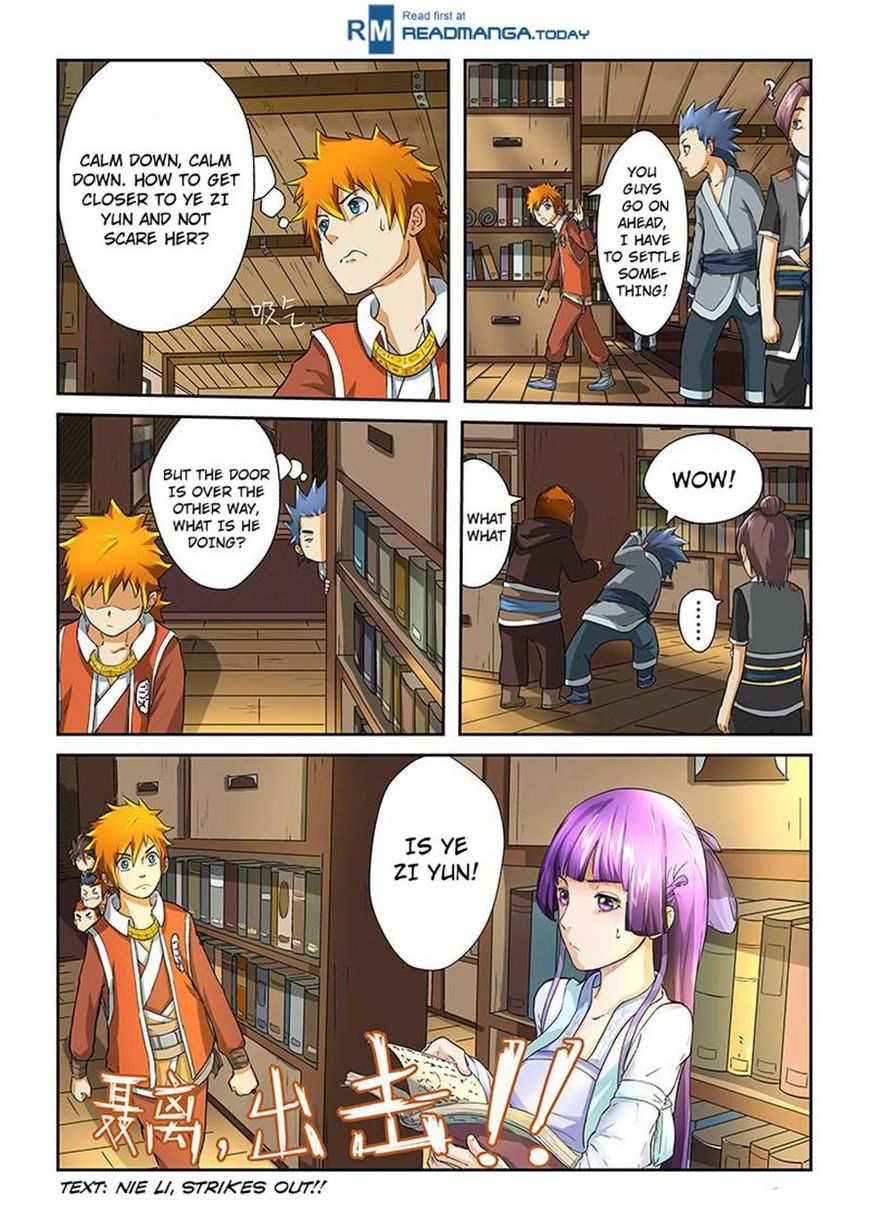 Read first at
RM READMANGA.TODAY
CALM DOWN, CALM
DOWN. HOW TO GET
CLOSER TO YE ZI
YUN AND NOT
SCARE HER?
吸气
?
YOU
GUYS
GO ON
AHEAD,
I HAVE
TO SETTLE
SOME-
THING!
BUT THE DOOR
IS OVER THE
OTHER WAY,
WHAT IS HE
DOING?
WHAT
WHAT
WOW!
......
IS YE
ZI YUN!
聂离,出击!!
TEXT: NIE LI, STRIKES OUT!!